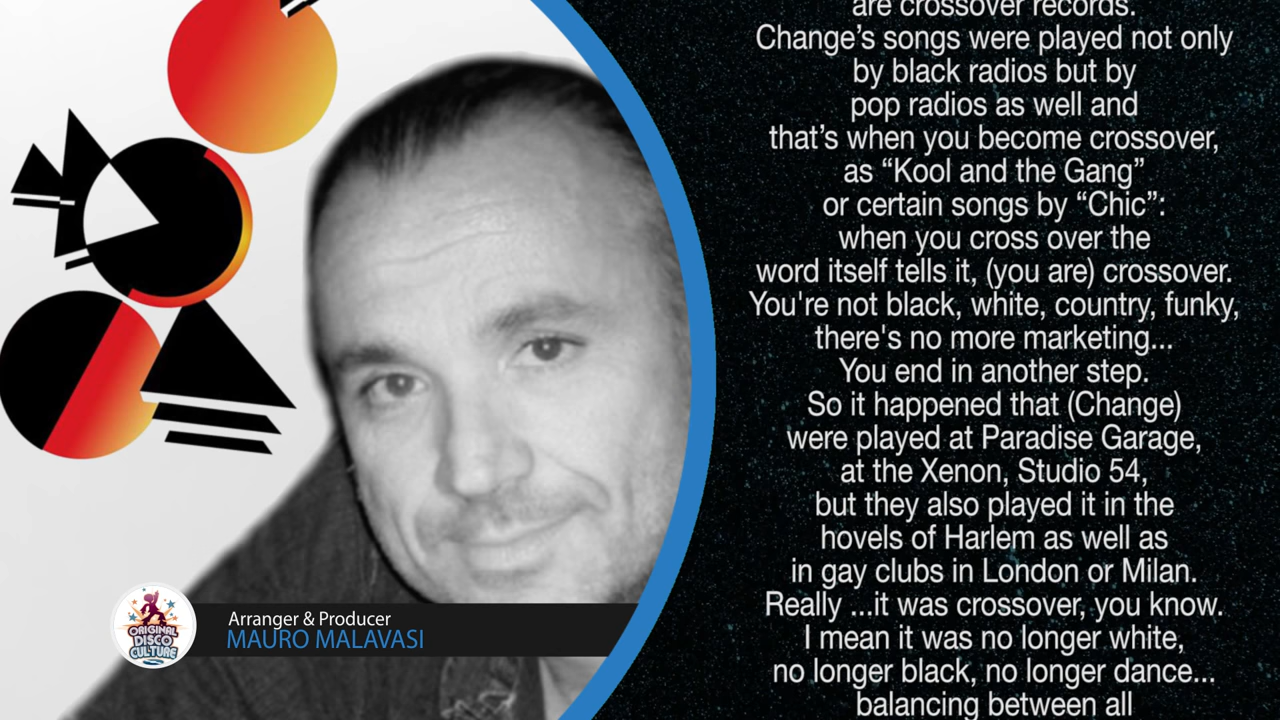 Arranger & Producer
MAURO MALAVASI
ORIGINAL
DISCO
CULTURE
are crossover records.
Change's songs were played not only
by black radios but by
pop radios as well and
that's when you become crossover,
as “Kool and the Gang”
or certain songs by “Chic”:
when you cross over the
word itself tells it, (you are) crossover.
You're not black, white, country, funky,
there's no more marketing...
You end in another step.
So it happened that (Change)
were played at Paradise Garage,
at the Xenon, Studio 54,
but they also played it in the
hovels of Harlem as well as
in gay clubs in London or Milan.
Really ...it was crossover, you know.
I mean it was no longer white,
no longer black, no longer dance...
balancing between all